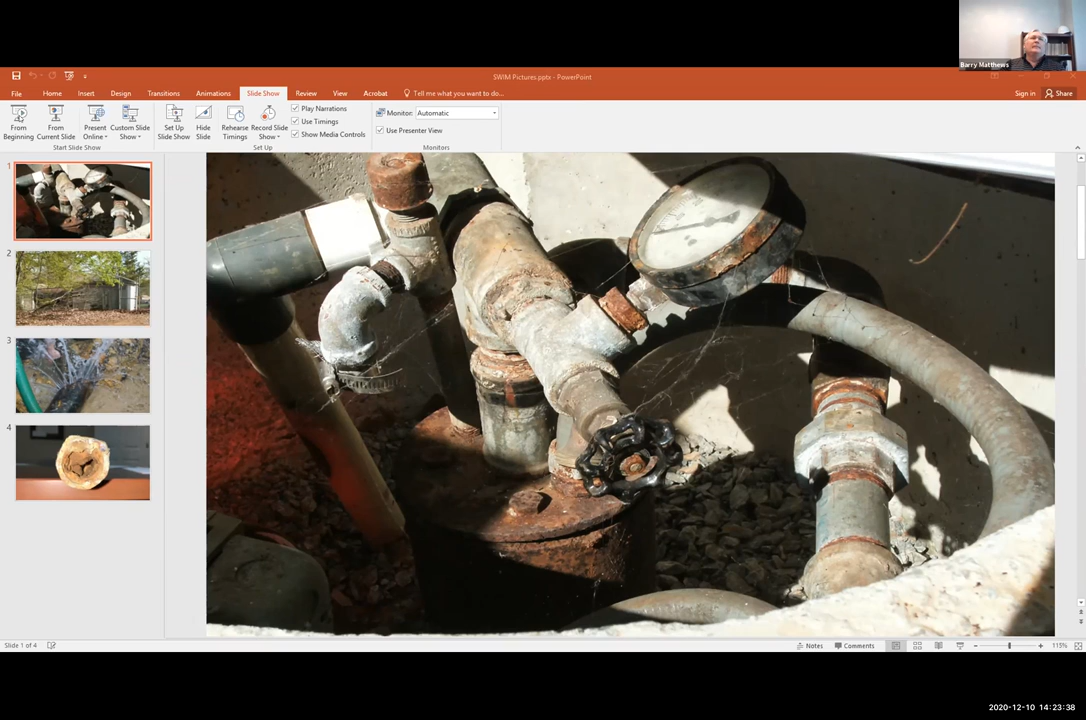 Barry Matthews
SWIM Pictures.pptx - PowerPoint
File Home Insert Design Transitions Animations Slide Show Review View Acrobat Tell me what you want to do... Sign in Share
From Beginning
From Current Slide
Present Online
Custom Slide Show
Set Up Slide Show
Hide Slide
Rehearse Timings
Record Slide Show
Play Narrations
Use Timings
Show Media Controls
Monitor: Automatic
Use Presenter View
Start Slide Show Set Up Monitors
1
2
3
4
Slide 1 of 4 Notes Comments 115%
2020-12-10 14:23:38